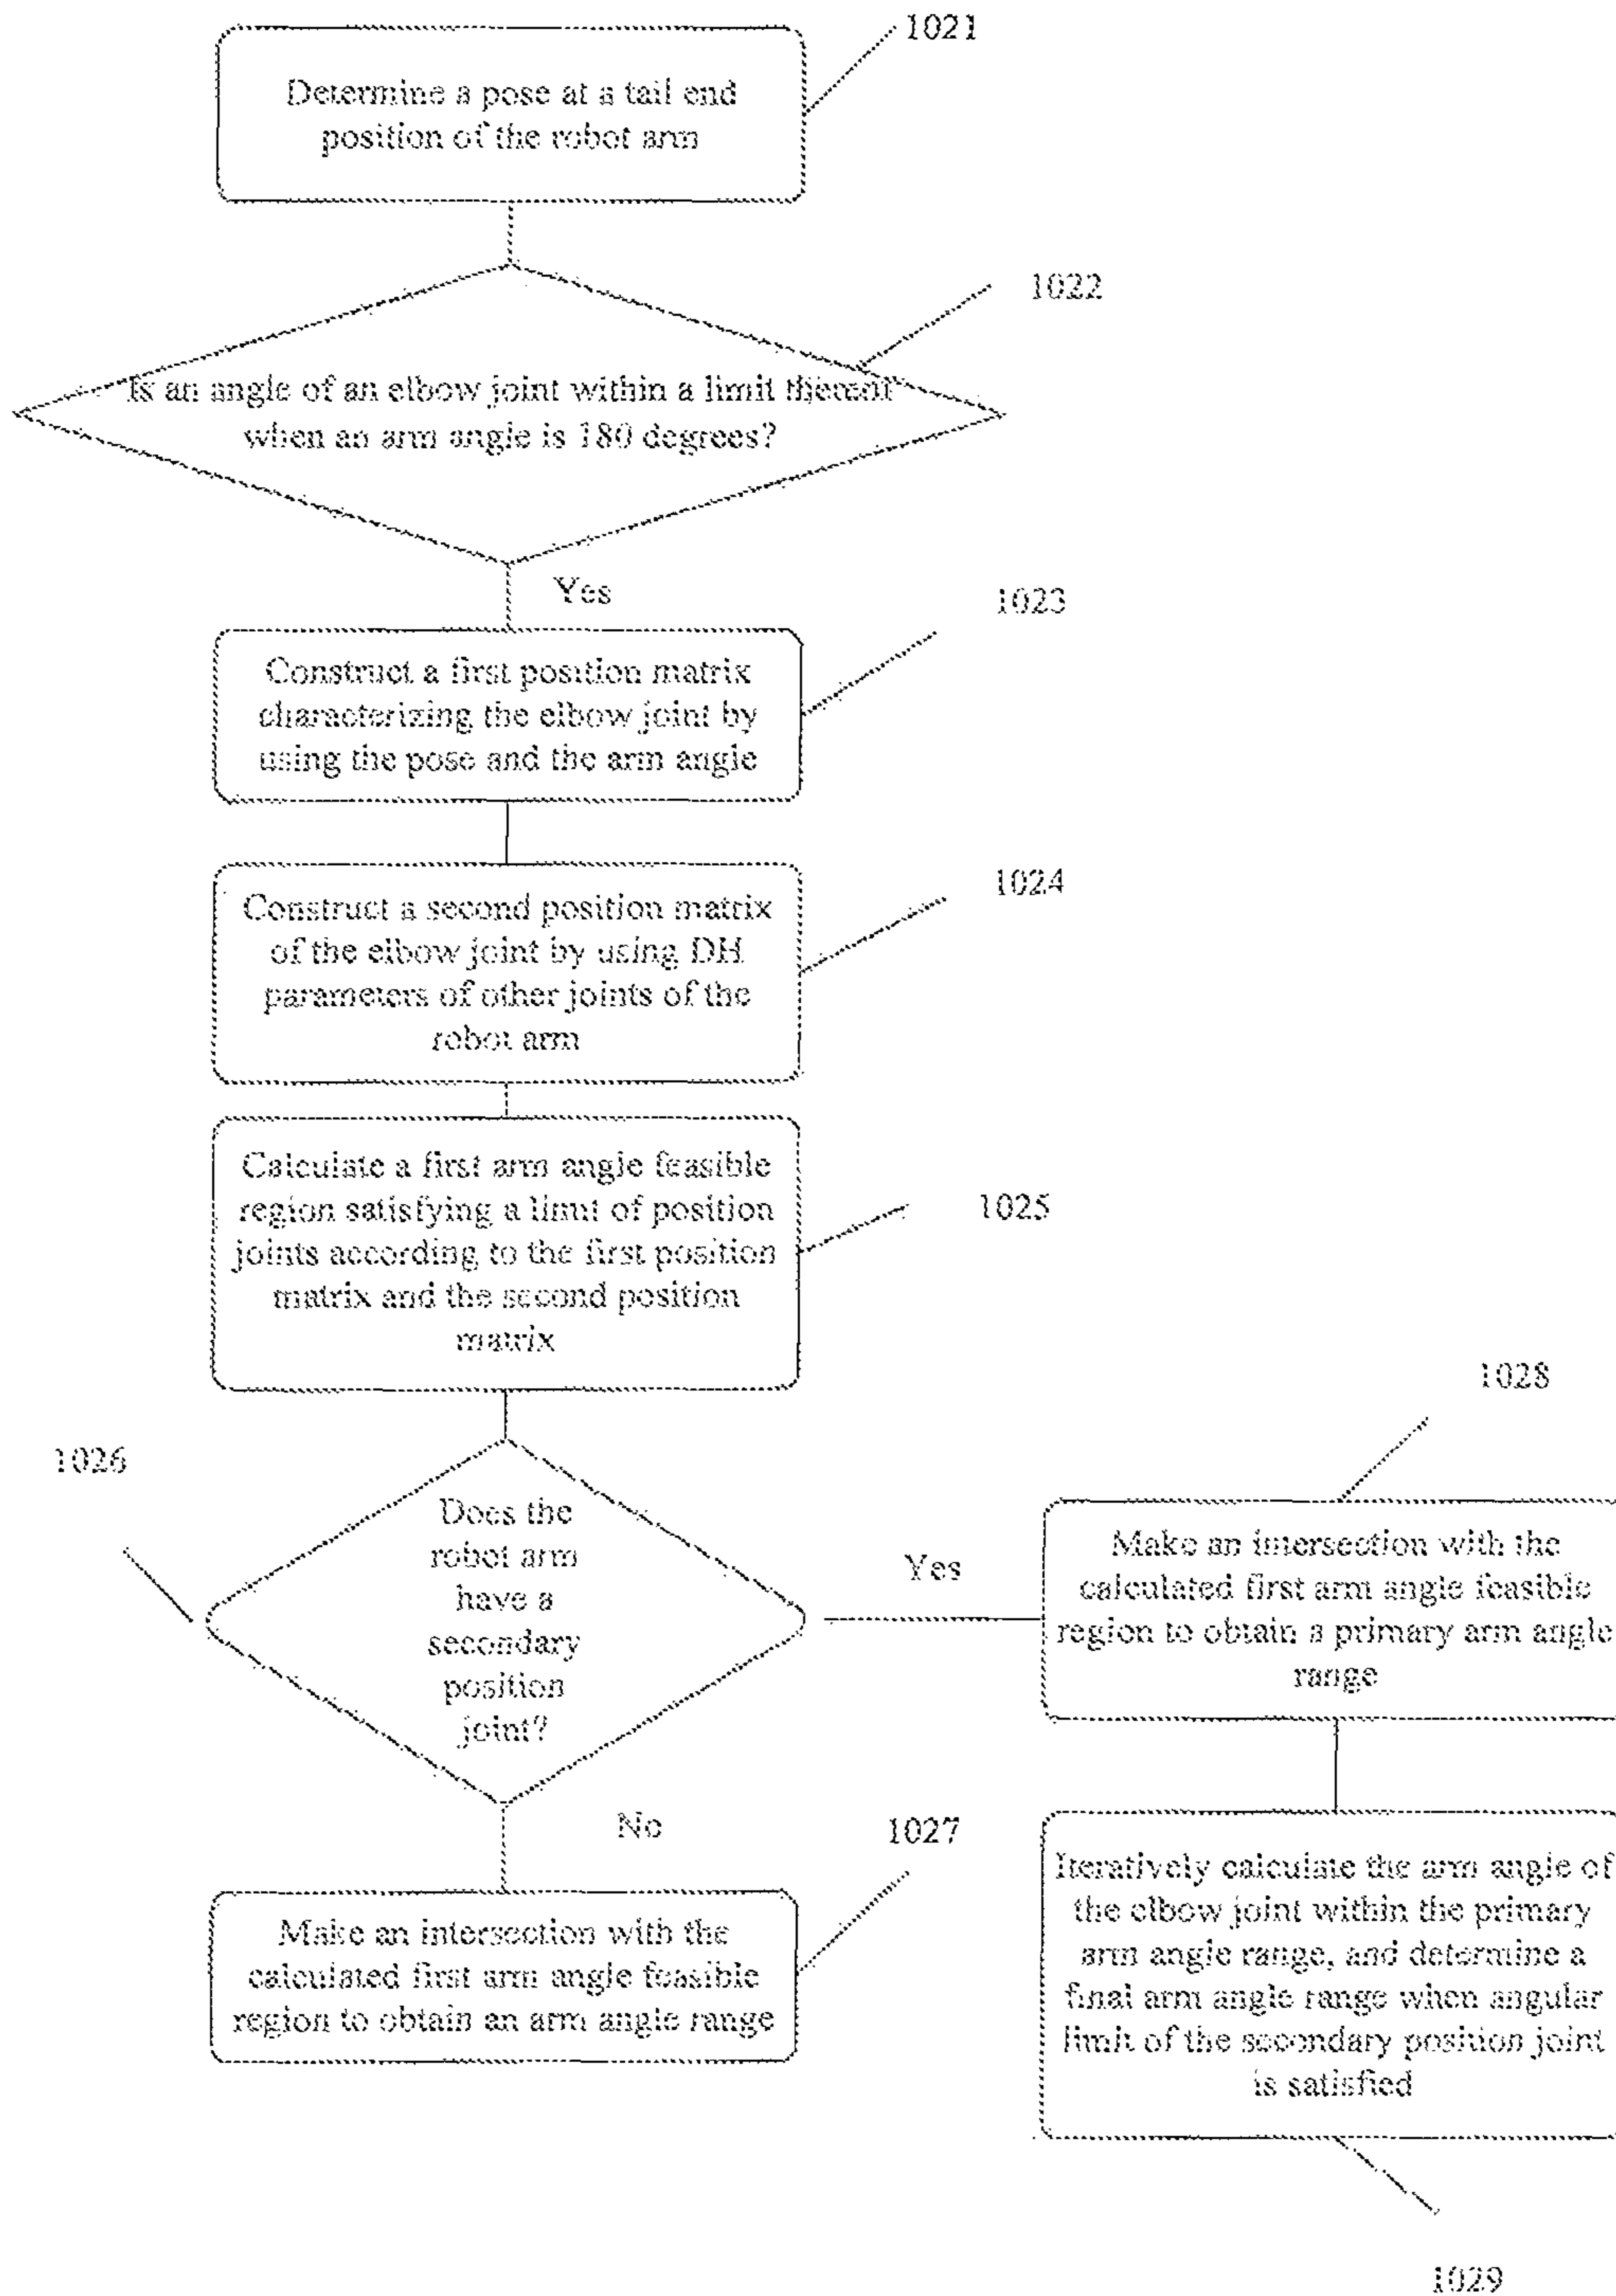 1021
Determine a pose at a tail end
position of the robot arm
1022
Is an angle of an elbow joint within a limit thereof
when an arm angle is 180 degrees?
Yes
1023
Construct a first position matrix
characterizing the elbow joint by
using the pose and the arm angle
1024
Construct a second position matrix
of the elbow joint by using DH
parameters of other joints of the
robot arm
Calculate a first arm angle feasible
region satisfying a limit of position
joints according to the first position
matrix and the second position
matrix
1025
1026
Does the
robot arm
have a
secondary
position
joint?
Yes
1028
Make an intersection with the
calculated first arm angle feasible
region to obtain a primary arm angle
range
No
1027
Make an intersection with the
calculated first arm angle feasible
region to obtain an arm angle range
Iteratively calculate the arm angle of
the elbow joint within the primary
arm angle range, and determine a
final arm angle range when angular
limit of the secondary position joint
is satisfied
1029